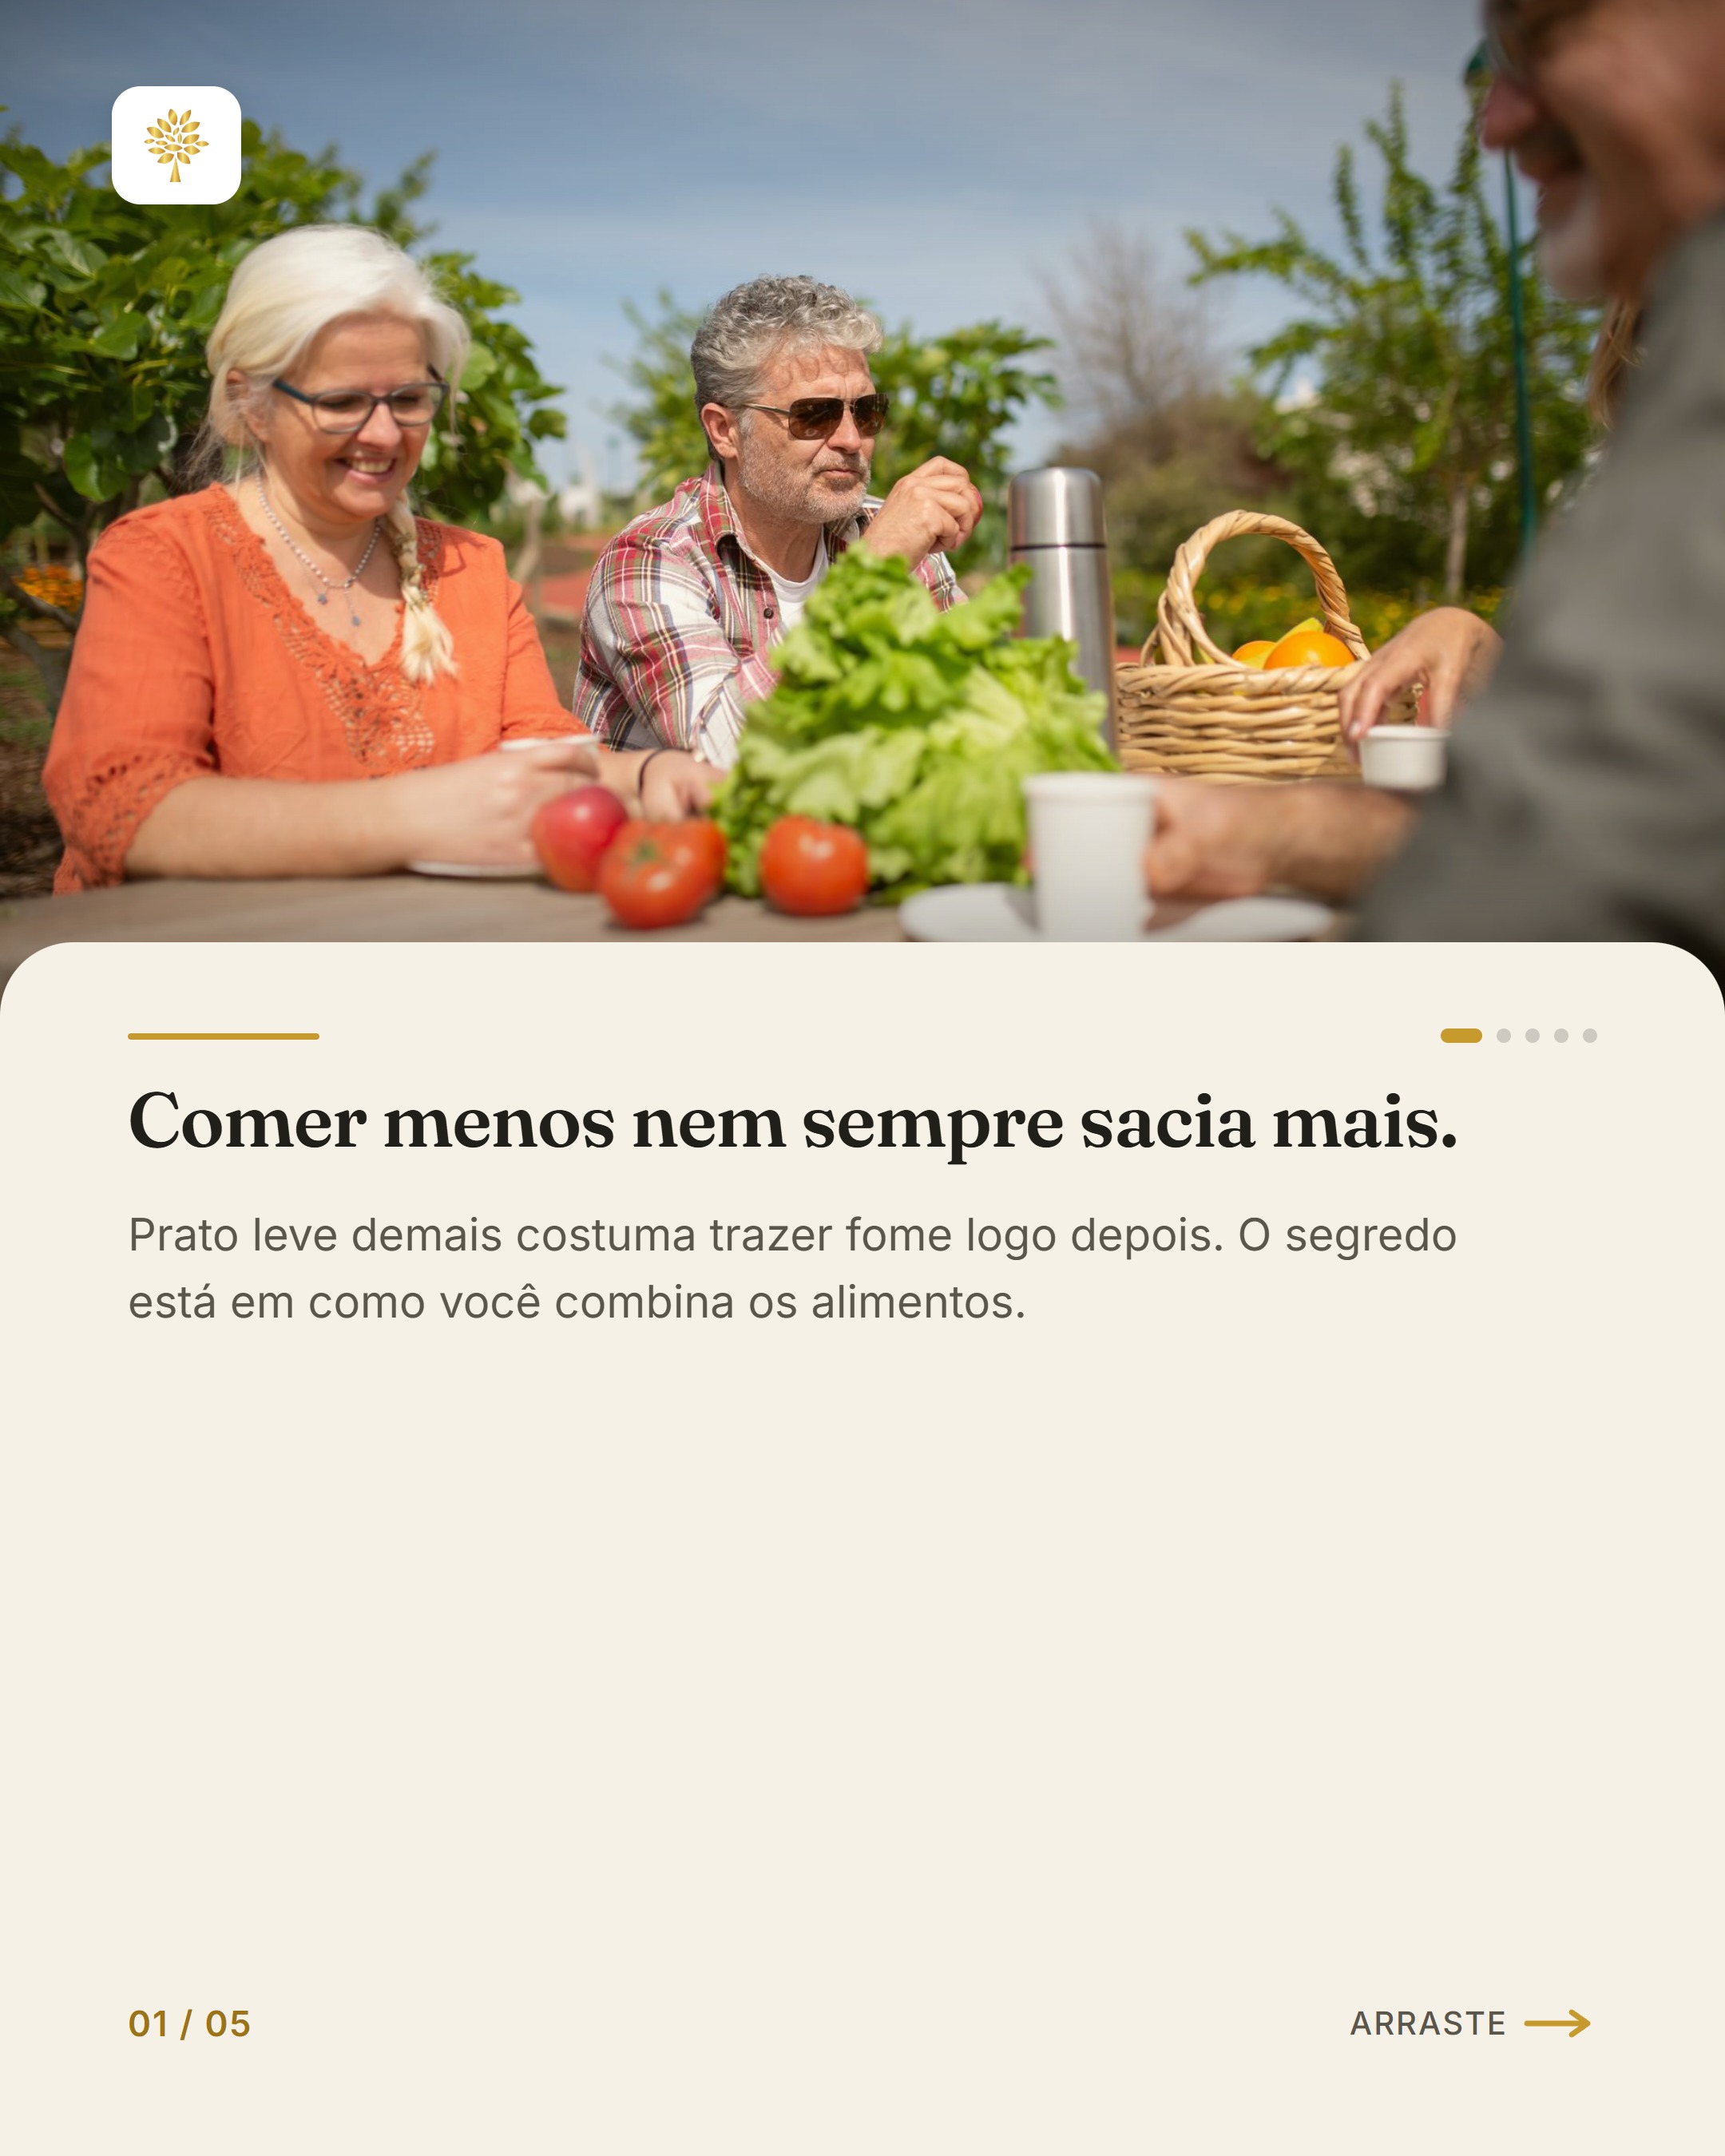 Comer menos nem sempre sacia mais.
Prato leve demais costuma trazer fome logo depois. O segredo
está em como você combina os alimentos.
01 / 05
ARRASTE